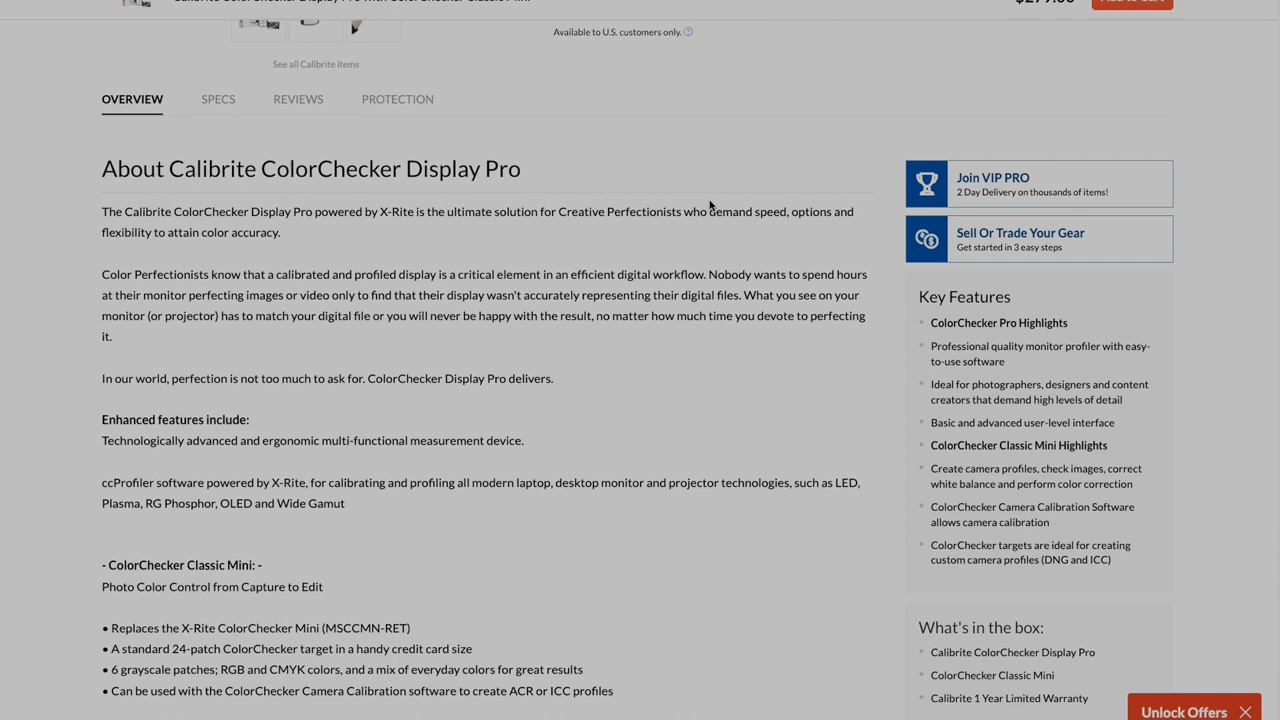 Calibrite ColorChecker Display Pro with ColorChecker Classic Mini
$279.00
Add to Cart
Available to U.S. customers only.
See all Calibrite items
OVERVIEW
SPECS
REVIEWS
PROTECTION
About Calibrite ColorChecker Display Pro
The Calibrite ColorChecker Display Pro powered by X-Rite is the ultimate solution for Creative Perfectionists who demand speed, options and
flexibility to attain color accuracy.
Color Perfectionists know that a calibrated and profiled display is a critical element in an efficient digital workflow. Nobody wants to spend hours
at their monitor perfecting images or video only to find that their display wasn't accurately representing their digital files. What you see on your
monitor (or projector) has to match your digital file or you will never be happy with the result, no matter how much time you devote to perfecting
it.
In our world, perfection is not too much to ask for. ColorChecker Display Pro delivers.
Enhanced features include:
Technologically advanced and ergonomic multi-functional measurement device.
ccProfiler software powered by X-Rite, for calibrating and profiling all modern laptop, desktop monitor and projector technologies, such as LED,
Plasma, RG Phosphor, OLED and Wide Gamut
- ColorChecker Classic Mini: -
Photo Color Control from Capture to Edit
• Replaces the X-Rite ColorChecker Mini (MSCCMN-RET)
• A standard 24-patch ColorChecker target in a handy credit card size
• 6 grayscale patches; RGB and CMYK colors, and a mix of everyday colors for great results
• Can be used with the ColorChecker Camera Calibration software to create ACR or ICC profiles
Join VIP PRO
2 Day Delivery on thousands of items!
Sell Or Trade Your Gear
Get started in 3 easy steps
Key Features
ColorChecker Pro Highlights
Professional quality monitor profiler with easy-
to-use software
Ideal for photographers, designers and content
creators that demand high levels of detail
Basic and advanced user-level interface
ColorChecker Classic Mini Highlights
Create camera profiles, check images, correct
white balance and perform color correction
ColorChecker Camera Calibration Software
allows camera calibration
ColorChecker targets are ideal for creating
custom camera profiles (DNG and ICC)
What's in the box:
Calibrite ColorChecker Display Pro
ColorChecker Classic Mini
Calibrite 1 Year Limited Warranty
Unlock Offers